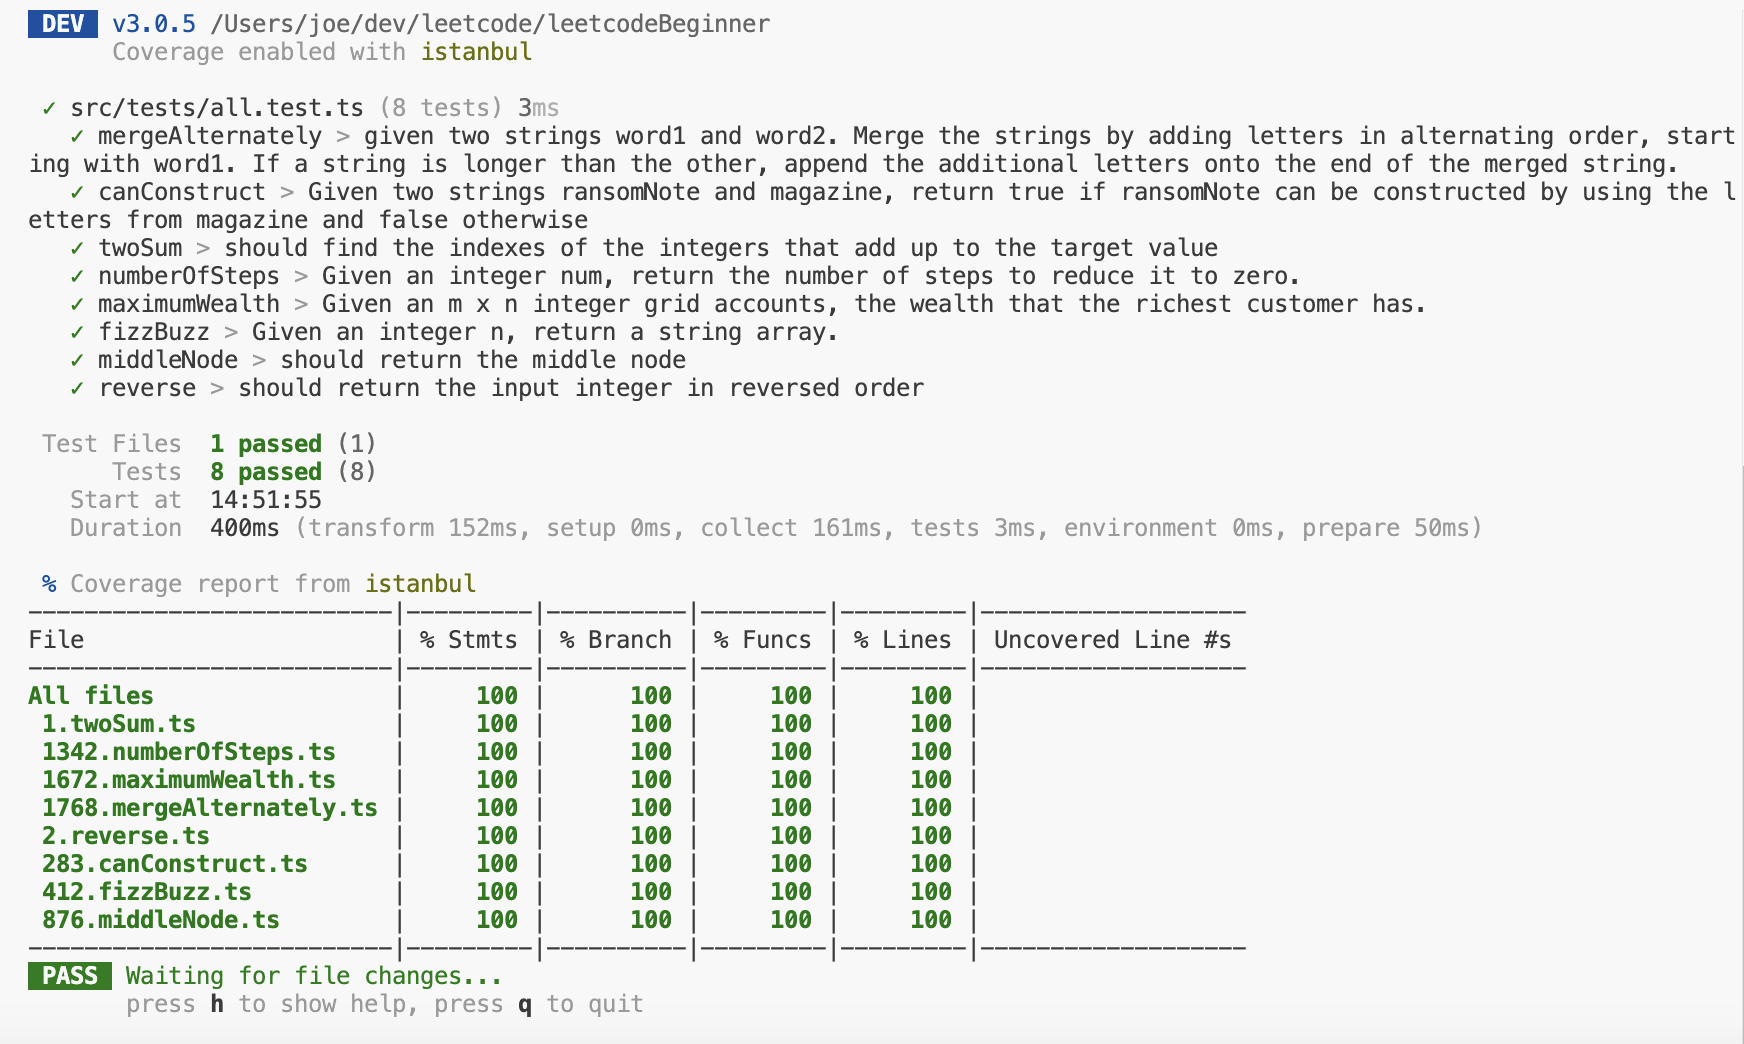 DEV v3.0.5 /Users/joe/dev/leetcode/leetcodeBeginner
Coverage enabled with istanbul
✓ src/tests/all.test.ts (8 tests) 3ms
✓ mergeAlternately > given two strings word1 and word2. Merge the strings by adding letters in alternating order, start
ing with word1. If a string is longer than the other, append the additional letters onto the end of the merged string.
✓ canConstruct > Given two strings ransomNote and magazine, return true if ransomNote can be constructed by using the l
etters from magazine and false otherwise
✓ twoSum > should find the indexes of the integers that add up to the target value
✓ numberOfSteps > Given an integer num, return the number of steps to reduce it to zero.
✓ maximumWealth > Given an m x n integer grid accounts, the wealth that the richest customer has.
✓ fizzBuzz > Given an integer n, return a string array.
✓ middleNode > should return the middle node
✓ reverse > should return the input integer in reversed order
Test Files 1 passed (1)
Tests 8 passed (8)
Start at 14:51:55
Duration 400ms (transform 152ms, setup 0ms, collect 161ms, tests 3ms, environment 0ms, prepare 50ms)
% Coverage report from istanbul
--------------------------|---------|----------|---------|---------|-------------------
File | % Stmts | % Branch | % Funcs | % Lines | Uncovered Line #s
--------------------------|---------|----------|---------|---------|-------------------
All files | 100 | 100 | 100 | 100 |
1.twoSum.ts | 100 | 100 | 100 | 100 |
1342.numberOfSteps.ts | 100 | 100 | 100 | 100 |
1672.maximumWealth.ts | 100 | 100 | 100 | 100 |
1768.mergeAlternately.ts | 100 | 100 | 100 | 100 |
2.reverse.ts | 100 | 100 | 100 | 100 |
283.canConstruct.ts | 100 | 100 | 100 | 100 |
412.fizzBuzz.ts | 100 | 100 | 100 | 100 |
876.middleNode.ts | 100 | 100 | 100 | 100 |
--------------------------|---------|----------|---------|---------|-------------------
PASS Waiting for file changes...
press h to show help, press q to quit